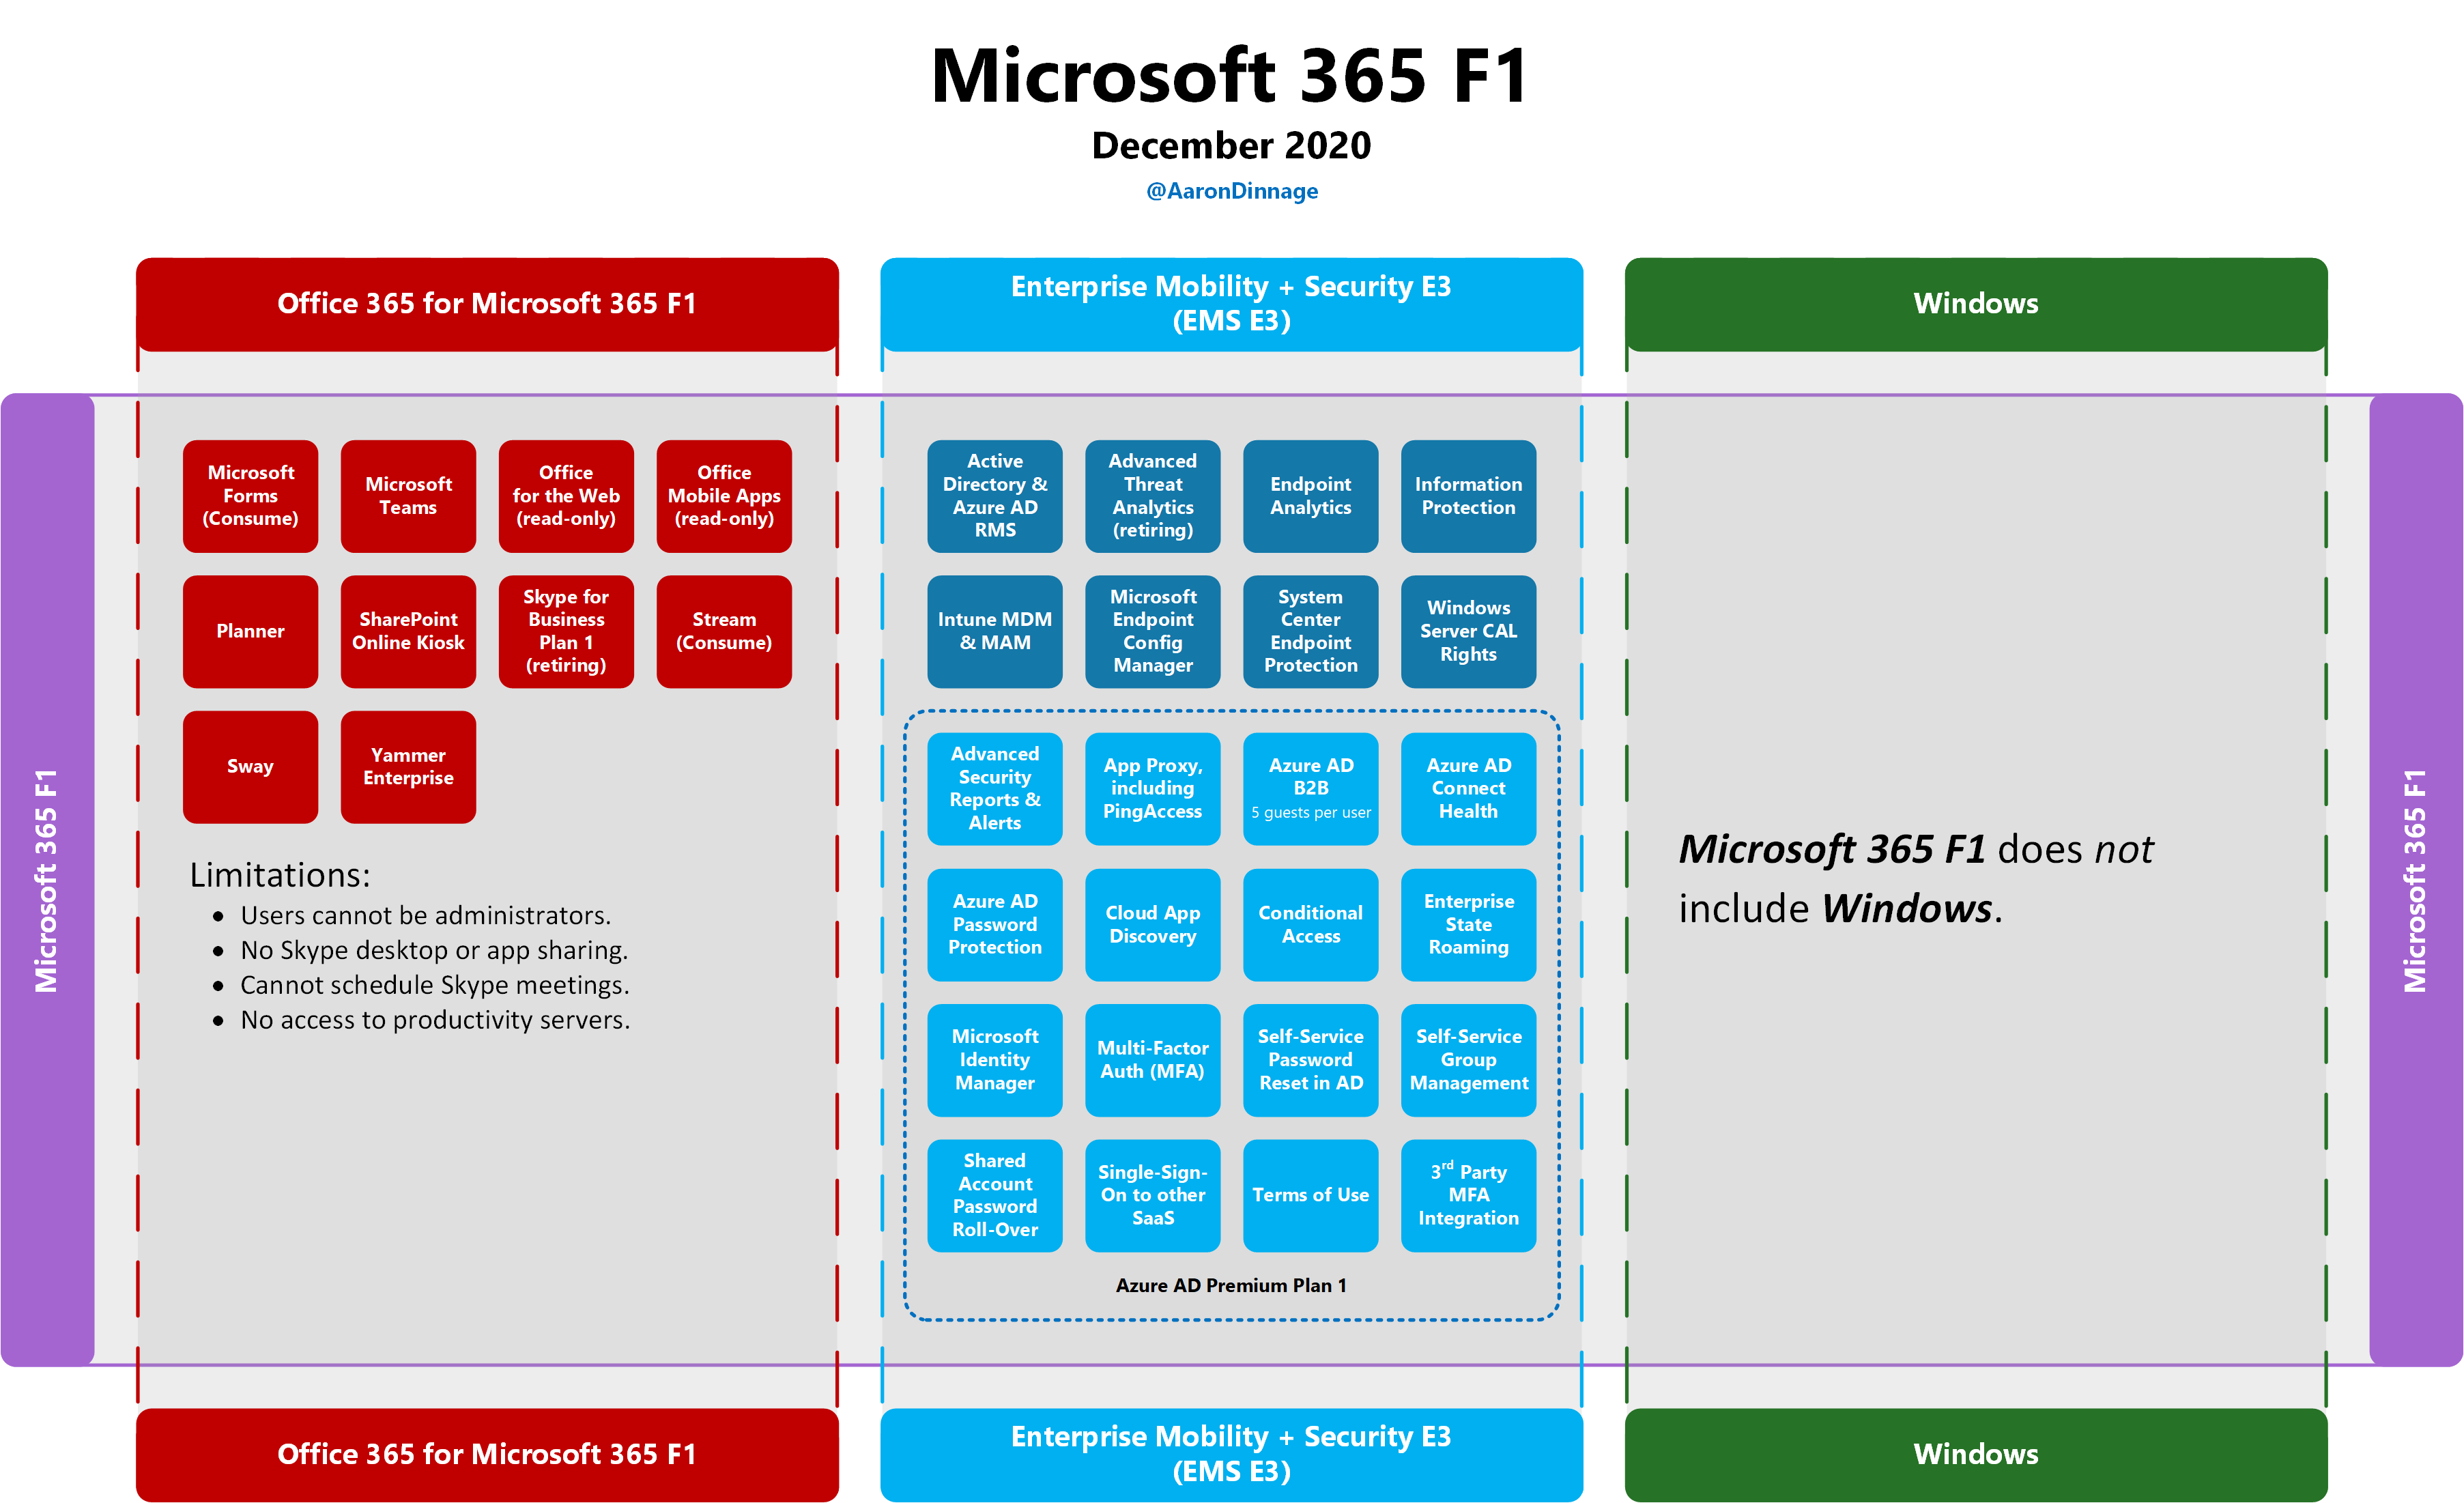 Microsoft 365 F1
December 2020
@AaronDinnage
Office 365 for Microsoft 365 F1
Enterprise Mobility + Security E3
(EMS E3)
Windows
Microsoft 365 F1
Microsoft
Forms
(Consume)
Microsoft
Teams
Office
for the Web
(read-only)
Office
Mobile Apps
(read-only)
Planner
SharePoint
Online Kiosk
Skype for
Business
Plan 1
(retiring)
Stream
(Consume)
Sway
Yammer
Enterprise
Limitations:
• Users cannot be administrators.
• No Skype desktop or app sharing.
• Cannot schedule Skype meetings.
• No access to productivity servers.
Active
Directory &
Azure AD
RMS
Advanced
Threat
Analytics
(retiring)
Endpoint
Analytics
Information
Protection
Intune MDM
& MAM
Microsoft
Endpoint
Config
Manager
System
Center
Endpoint
Protection
Windows
Server CAL
Rights
Advanced
Security
Reports &
Alerts
App Proxy,
including
PingAccess
Azure AD
B2B
5 guests per user
Azure AD
Connect
Health
Azure AD
Password
Protection
Cloud App
Discovery
Conditional
Access
Enterprise
State
Roaming
Microsoft
Identity
Manager
Multi-Factor
Auth (MFA)
Self-Service
Password
Reset in AD
Self-Service
Group
Management
Shared
Account
Password
Roll-Over
Single-Sign-
On to other
SaaS
Terms of Use
3rd Party
MFA
Integration
Azure AD Premium Plan 1
Microsoft 365 F1 does not
include Windows.
Microsoft 365 F1
Office 365 for Microsoft 365 F1
Enterprise Mobility + Security E3
(EMS E3)
Windows